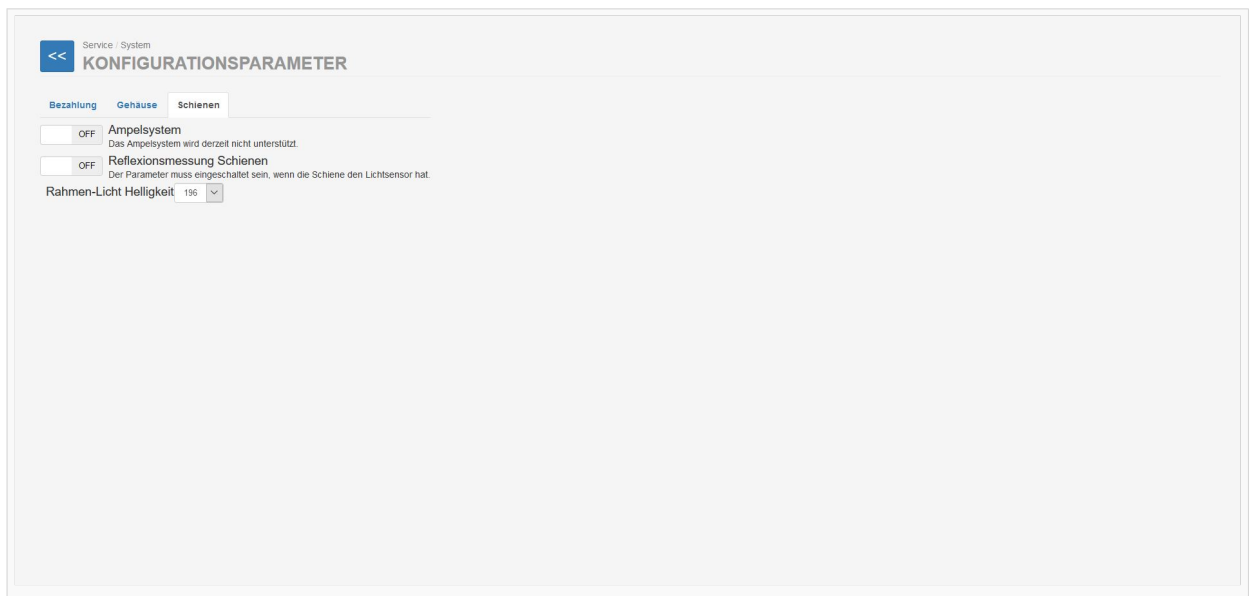 <<
Service / System
KONFIGURATIONSPARAMETER
Bezahlung Gehäuse Schienen
OFF Ampelsystem
Das Ampelsystem wird derzeit nicht unterstützt.
OFF Reflexionsmessung Schienen
Der Parameter muss eingeschaltet sein, wenn die Schiene den Lichtsensor hat.
Rahmen-Licht Helligkeit 196